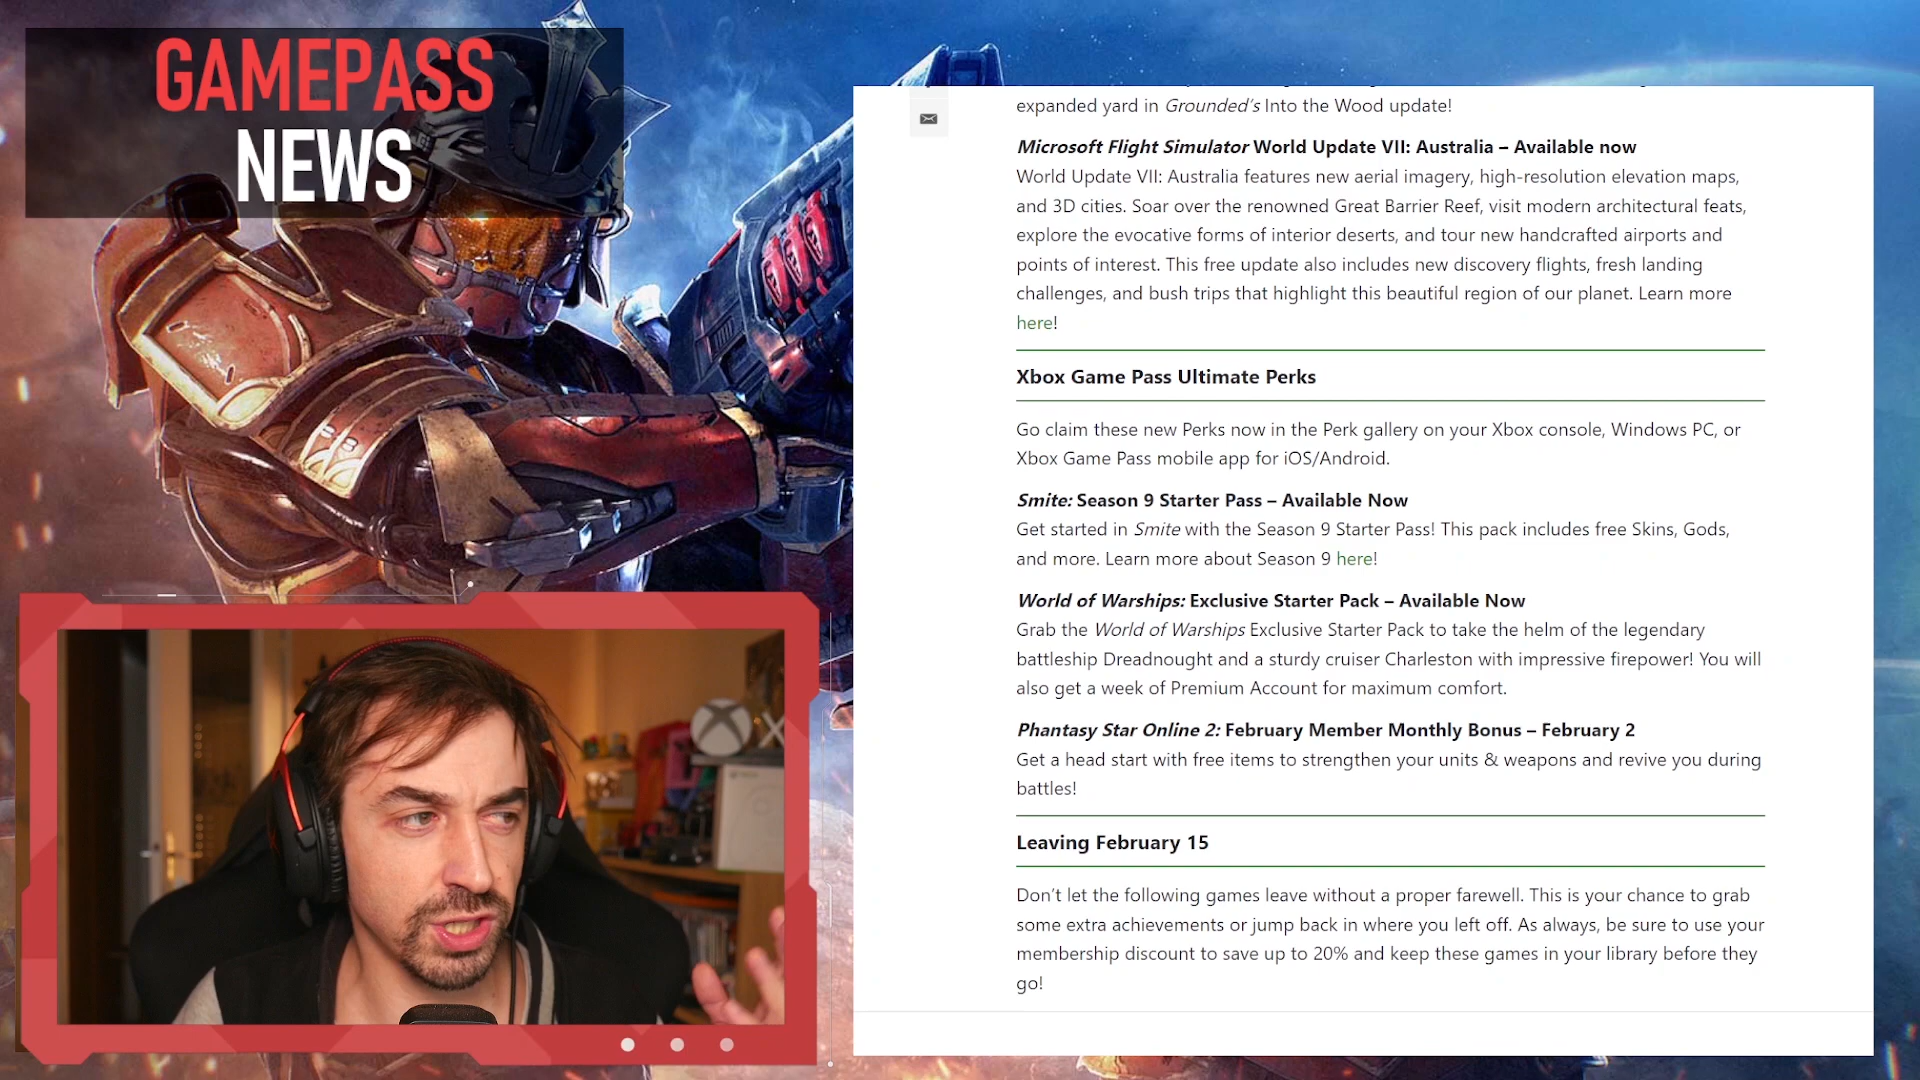 GAMEPASS
NEWS
expanded yard in Grounded's Into the Wood update!
Microsoft Flight Simulator World Update VII: Australia – Available now
World Update VII: Australia features new aerial imagery, high-resolution elevation maps,
and 3D cities. Soar over the renowned Great Barrier Reef, visit modern architectural feats,
explore the evocative forms of interior deserts, and tour new handcrafted airports and
points of interest. This free update also includes new discovery flights, fresh landing
challenges, and bush trips that highlight this beautiful region of our planet. Learn more
here!
Xbox Game Pass Ultimate Perks
Go claim these new Perks now in the Perk gallery on your Xbox console, Windows PC, or
Xbox Game Pass mobile app for iOS/Android.
Smite: Season 9 Starter Pass – Available Now
Get started in Smite with the Season 9 Starter Pass! This pack includes free Skins, Gods,
and more. Learn more about Season 9 here!
World of Warships: Exclusive Starter Pack – Available Now
Grab the World of Warships Exclusive Starter Pack to take the helm of the legendary
battleship Dreadnought and a sturdy cruiser Charleston with impressive firepower! You will
also get a week of Premium Account for maximum comfort.
Phantasy Star Online 2: February Member Monthly Bonus – February 2
Get a head start with free items to strengthen your units & weapons and revive you during
battles!
Leaving February 15
Don't let the following games leave without a proper farewell. This is your chance to grab
some extra achievements or jump back in where you left off. As always, be sure to use your
membership discount to save up to 20% and keep these games in your library before they
go!